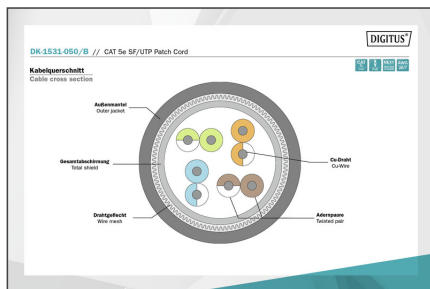 DIGITUS®
DK-1531-050/B // CAT 5e SF/UTP Patch Cord
Kabelquerschnitt
Cable cross section
Außenmantel
Outer jacket
Gesamtabschirmung
Total shield
Cu-Draht
Cu-Wire
Drahtgeflecht
Wire mesh
Adernpaare
Twisted pair